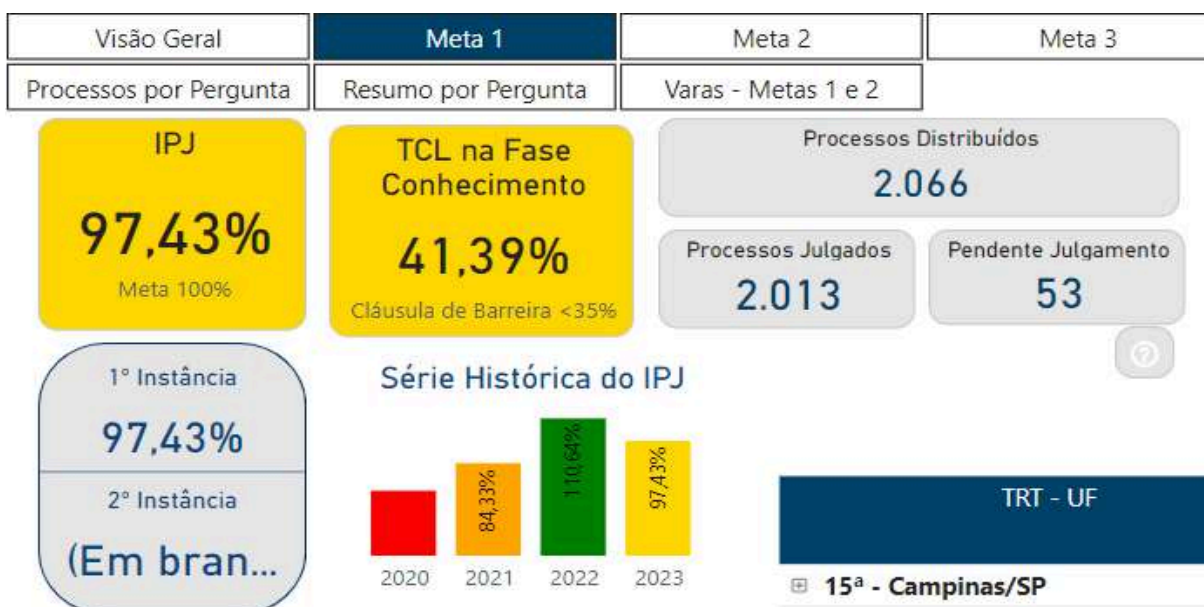 Visão Geral
Meta 1
Meta 2
Meta 3
Processos por Pergunta
Resumo por Pergunta
Varas - Metas 1 e 2
IPJ
97,43%
Meta 100%
TCL na Fase
Conhecimento
41,39%
Cláusula de Barreira <35%
Processos Distribuídos
2.066
Processos Julgados
2.013
Pendente Julgamento
53
1° Instância
97,43%
2° Instância
(Em bran...
Série Histórica do IPJ
84,33%
110,64%
97,43%
2020
2021
2022
2023
TRT - UF
15ª - Campinas/SP